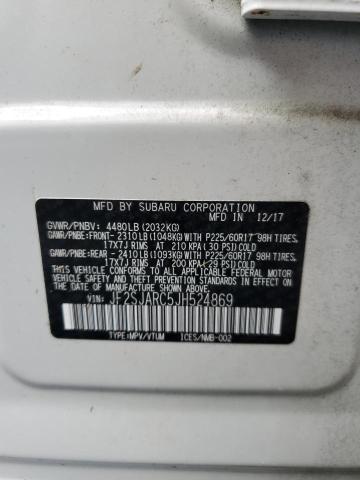 MFD BY SUBARU CORPORATION
MFD IN 12/17
GVWR/PNBV: 4480LB (2032KG)
GAWR/PNBE: FRONT- 2310LB (1048KG) WITH P225/60R17 98H TIRES,
17X7J RIMS AT 210 KPA (30 PSI) COLD
GAWR/PNBE: REAR - 2410LB (1093KG) WITH P225/60R17 98H TIRES,
17X7J RIMS AT 200 KPA (29 PSI) COLD
THIS VEHICLE CONFORMS TO ALL APPLICABLE FEDERAL MOTOR
VEHICLE SAFETY, BUMPER AND THEFT PREVENTION STANDARDS
IN EFFECT ON THE DATE OF MANUFACTURE SHOWN ABOVE.
VIN: JF2SJARC5JH524869
TYPE:MPV/VTUM ICES/NMB-002